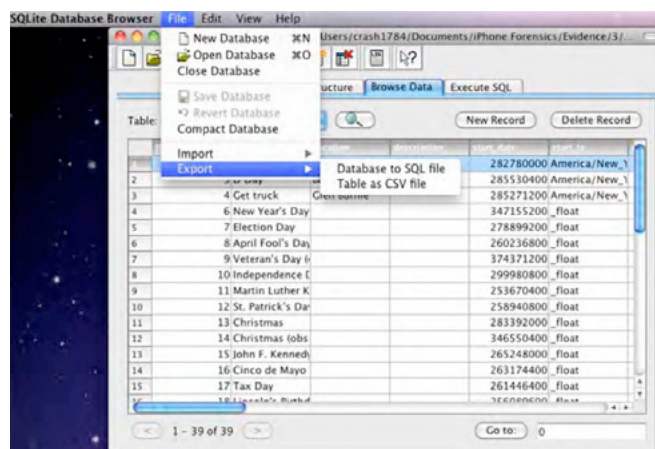 SQLite Database Browser File Edit View Help
Users/crash1784/Documents/iPhone Forensics/Evidence/3/
New Database ⌘N
Open Database ⌘O
Close Database
Save Database
Revert Database
Compact Database
Import
Export
Database to SQL file
Table as CSV file
ucture Browse Data Execute SQL
Table:
New Record Delete Record
description start_date start_tz
282780000 America/New_Y
2 285530400 America/New_Y
3 4 Get truck Glen Burnie 285271200 America/New_Y
4 6 New Year's Day 347155200 _float
5 7 Election Day 278899200 _float
6 8 April Fool's Day 260236800 _float
7 9 Veteran's Day (o 374371200 _float
8 10 Independence D 299980800 _float
9 11 Martin Luther K 253670400 _float
10 12 St. Patrick's Da 258940800 _float
11 13 Christmas 283392000 _float
12 14 Christmas (obs 346550400 _float
13 15 John F. Kennedy 265248000 _float
14 16 Cinco de Mayo 263174400 _float
15 17 Tax Day 261446400 _float
< 1 - 39 of 39 >
Go to: 0